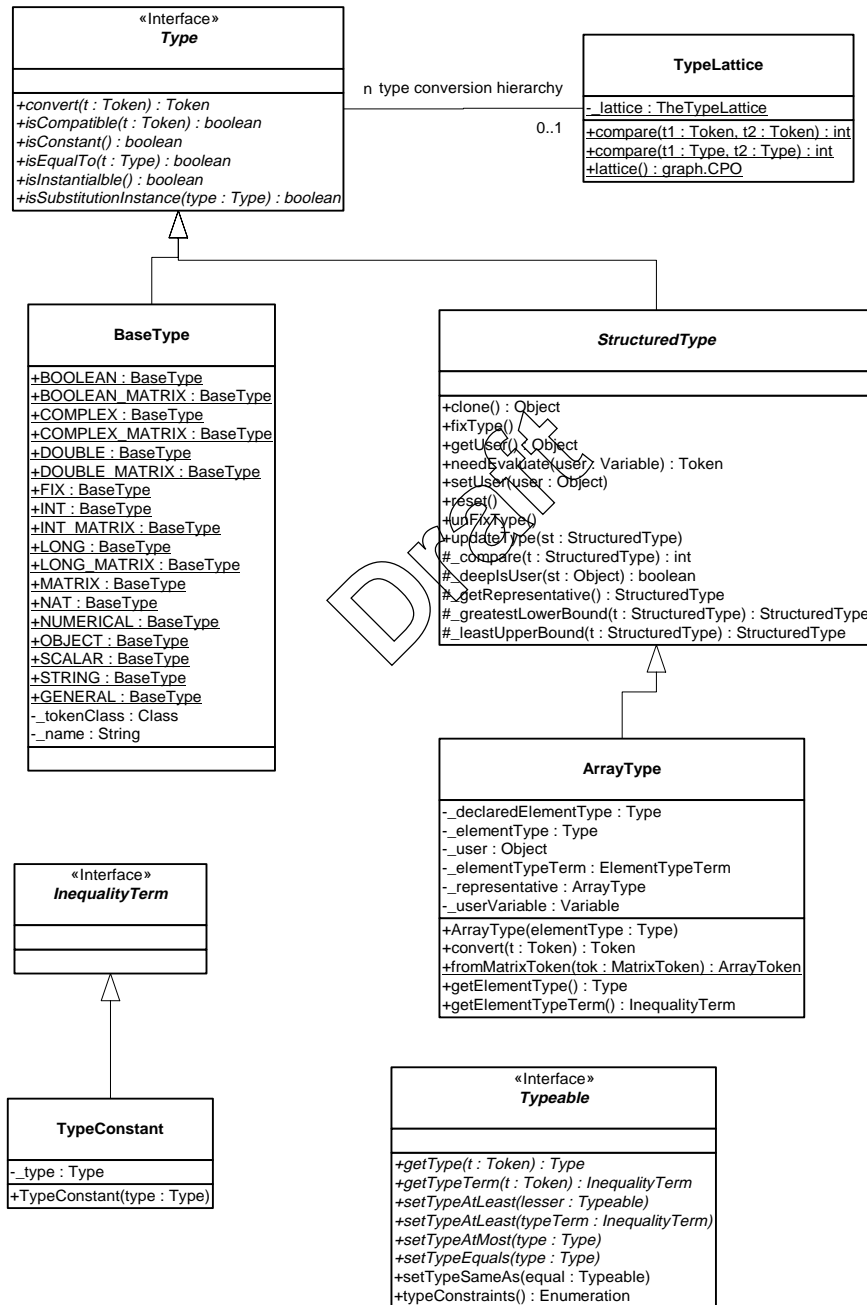 «Interface»
Type
+convert(t : Token) : Token
+isCompatible(t : Token) : boolean
+isConstant() : boolean
+isEqualTo(t : Type) : boolean
+isInstantialble() : boolean
+isSubstitutionInstance(type : Type) : boolean
n type conversion hierarchy
0..1
TypeLattice
-_lattice : TheTypeLattice
+compare(t1 : Token, t2 : Token) : int
+compare(t1 : Type, t2 : Type) : int
+lattice() : graph.CPO
BaseType
+BOOLEAN : BaseType
+BOOLEAN_MATRIX : BaseType
+COMPLEX : BaseType
+COMPLEX_MATRIX : BaseType
+DOUBLE : BaseType
+DOUBLE_MATRIX : BaseType
+FIX : BaseType
+INT : BaseType
+INT_MATRIX : BaseType
+LONG : BaseType
+LONG_MATRIX : BaseType
+MATRIX : BaseType
+NAT : BaseType
+NUMERICAL : BaseType
+OBJECT : BaseType
+SCALAR : BaseType
+STRING : BaseType
+GENERAL : BaseType
-_tokenClass : Class
-_name : String
StructuredType
+clone() : Object
+fixType()
+getUser() : Object
+needEvaluate(user : Variable) : Token
+setUser(user : Object)
+reset()
+unFixType()
+updateType(st : StructuredType)
#_compare(t : StructuredType) : int
#_deepIsUser(st : Object) : boolean
#_getRepresentative() : StructuredType
#_greatestLowerBound(t : StructuredType) : StructuredType
#_leastUpperBound(t : StructuredType) : StructuredType
Draft
ArrayType
-_declaredElementType : Type
-_elementType : Type
-_user : Object
-_elementTypeTerm : ElementTypeTerm
-_representative : ArrayType
-_userVariable : Variable
+ArrayType(elementType : Type)
+convert(t : Token) : Token
+fromMatrixToken(tok : MatrixToken) : ArrayToken
+getElementType() : Type
+getElementTypeTerm() : InequalityTerm
«Interface»
InequalityTerm
TypeConstant
-_type : Type
+TypeConstant(type : Type)
«Interface»
Typeable
+getType(t : Token) : Type
+getTypeTerm(t : Token) : InequalityTerm
+setTypeAtLeast(lesser : Typeable)
+setTypeAtLeast(typeTerm : InequalityTerm)
+setTypeAtMost(type : Type)
+setTypeEquals(type : Type)
+setTypeSameAs(equal : Typeable)
+typeConstraints() : Enumeration